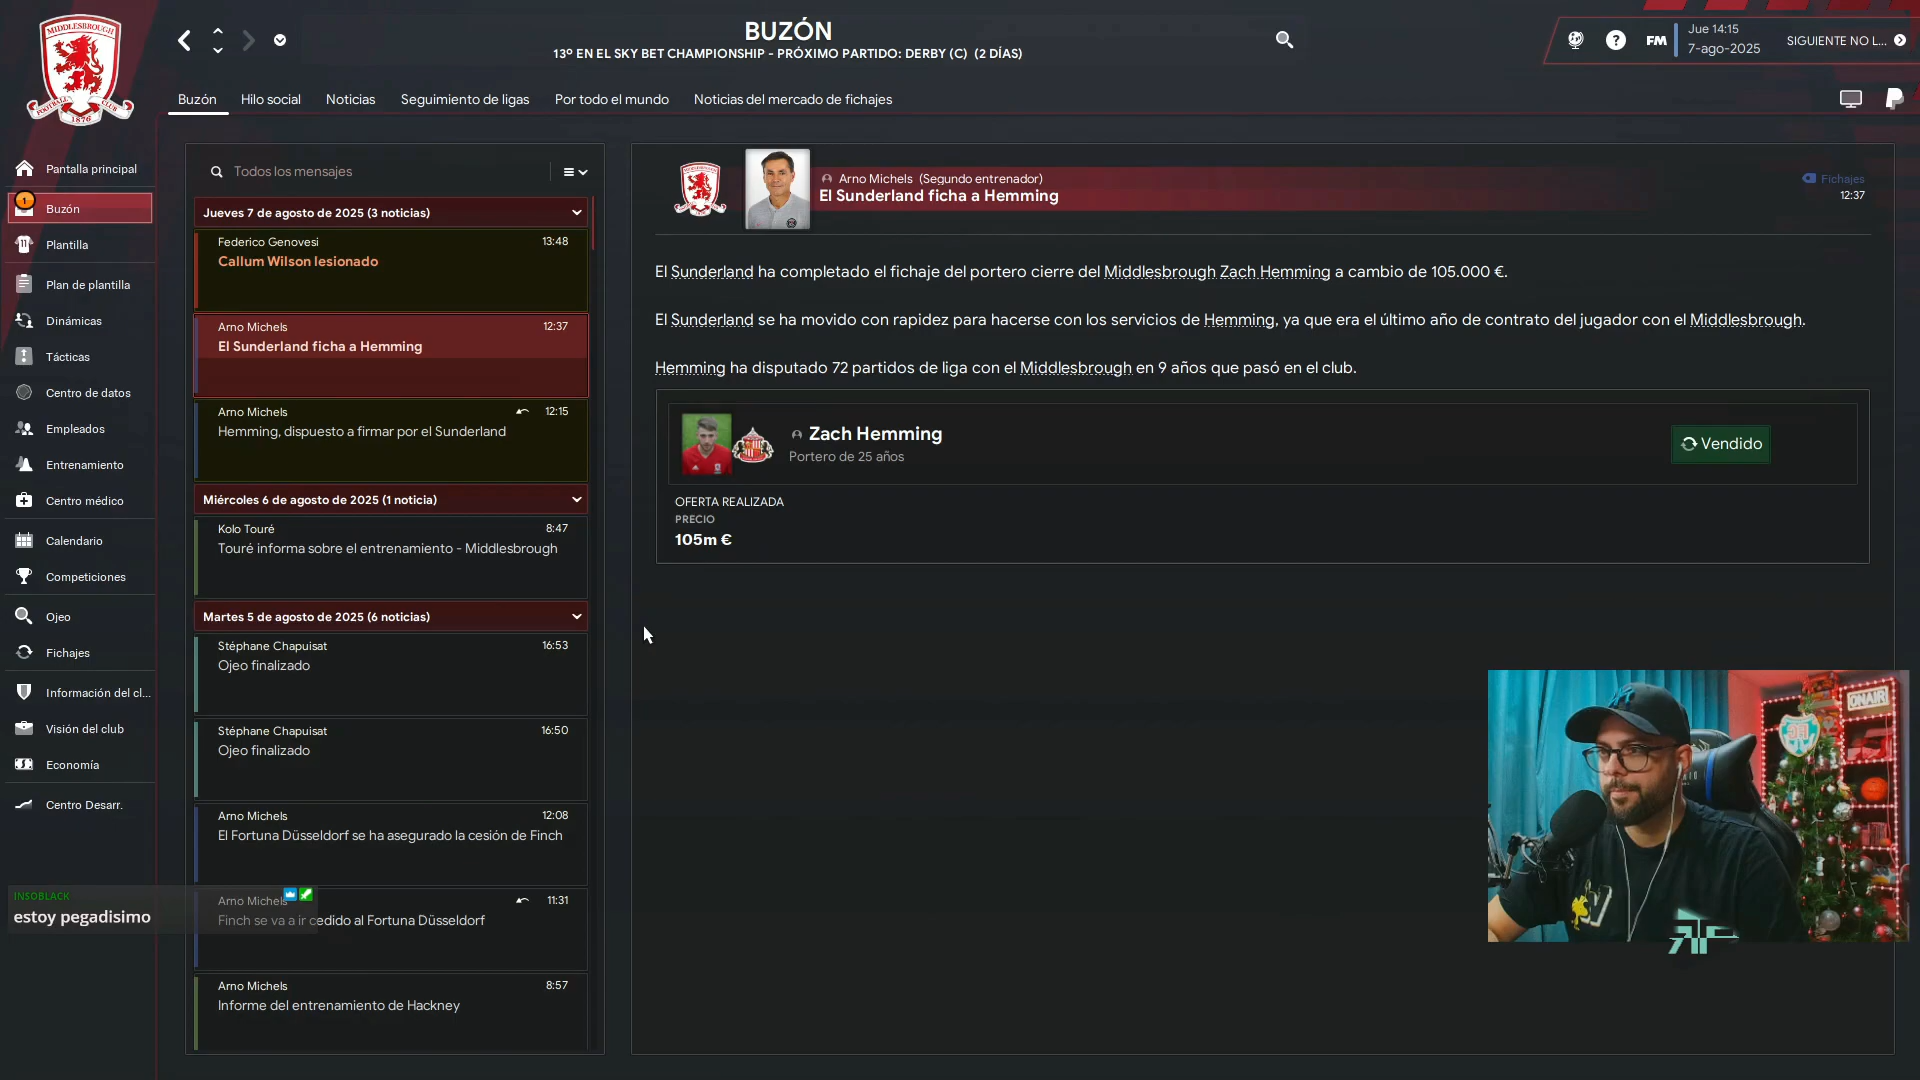 BUZÓN
13º EN EL SKY BET CHAMPIONSHIP - PRÓXIMO PARTIDO: DERBY (C) (2 DÍAS)
FM
Jue 14:15
7-ago-2025
SIGUIENTE NO L...
MIDDLESBROUGH
FOOTBALL CLUB
1876
Buzón
Hilo social
Noticias
Seguimiento de ligas
Por todo el mundo
Noticias del mercado de fichajes
Pantalla principal
1
Buzón
11
Plantilla
Plan de plantilla
Dinámicas
Tácticas
Centro de datos
Empleados
Entrenamiento
Centro médico
Calendario
Competiciones
Ojeo
Fichajes
Información del cl...
Visión del club
Economía
Centro Desarr.
Todos los mensajes
Jueves 7 de agosto de 2025 (3 noticias)
Federico Genovesi 13:48
Callum Wilson lesionado
Arno Michels 12:37
El Sunderland ficha a Hemming
Arno Michels 12:15
Hemming, dispuesto a firmar por el Sunderland
Miércoles 6 de agosto de 2025 (1 noticia)
Kolo Touré 8:47
Touré informa sobre el entrenamiento - Middlesbrough
Martes 5 de agosto de 2025 (6 noticias)
Stéphane Chapuisat 16:53
Ojeo finalizado
Stéphane Chapuisat 16:50
Ojeo finalizado
Arno Michels 12:08
El Fortuna Düsseldorf se ha asegurado la cesión de Finch
Arno Michels 11:31
Finch se va a ir cedido al Fortuna Düsseldorf
Arno Michels 8:57
Informe del entrenamiento de Hackney
INSOBLACK
estoy pegadisimo
Arno Michels (Segundo entrenador)
El Sunderland ficha a Hemming
Fichajes
12:37
El Sunderland ha completado el fichaje del portero cierre del Middlesbrough Zach Hemming a cambio de 105.000 €.
El Sunderland se ha movido con rapidez para hacerse con los servicios de Hemming, ya que era el último año de contrato del jugador con el Middlesbrough.
Hemming ha disputado 72 partidos de liga con el Middlesbrough en 9 años que pasó en el club.
Zach Hemming
Portero de 25 años
Vendido
OFERTA REALIZADA
PRECIO
105m €
ON AIR